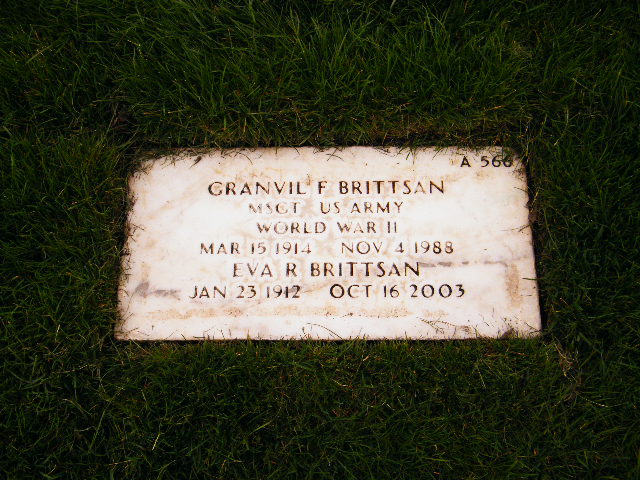 A 566
GRANVIL F BRITTSAN
MSGT US ARMY
WORLD WAR II
MAR 15 1914 NOV 4 1988
EVA R BRITTSAN
JAN 23 1912 OCT 16 2003